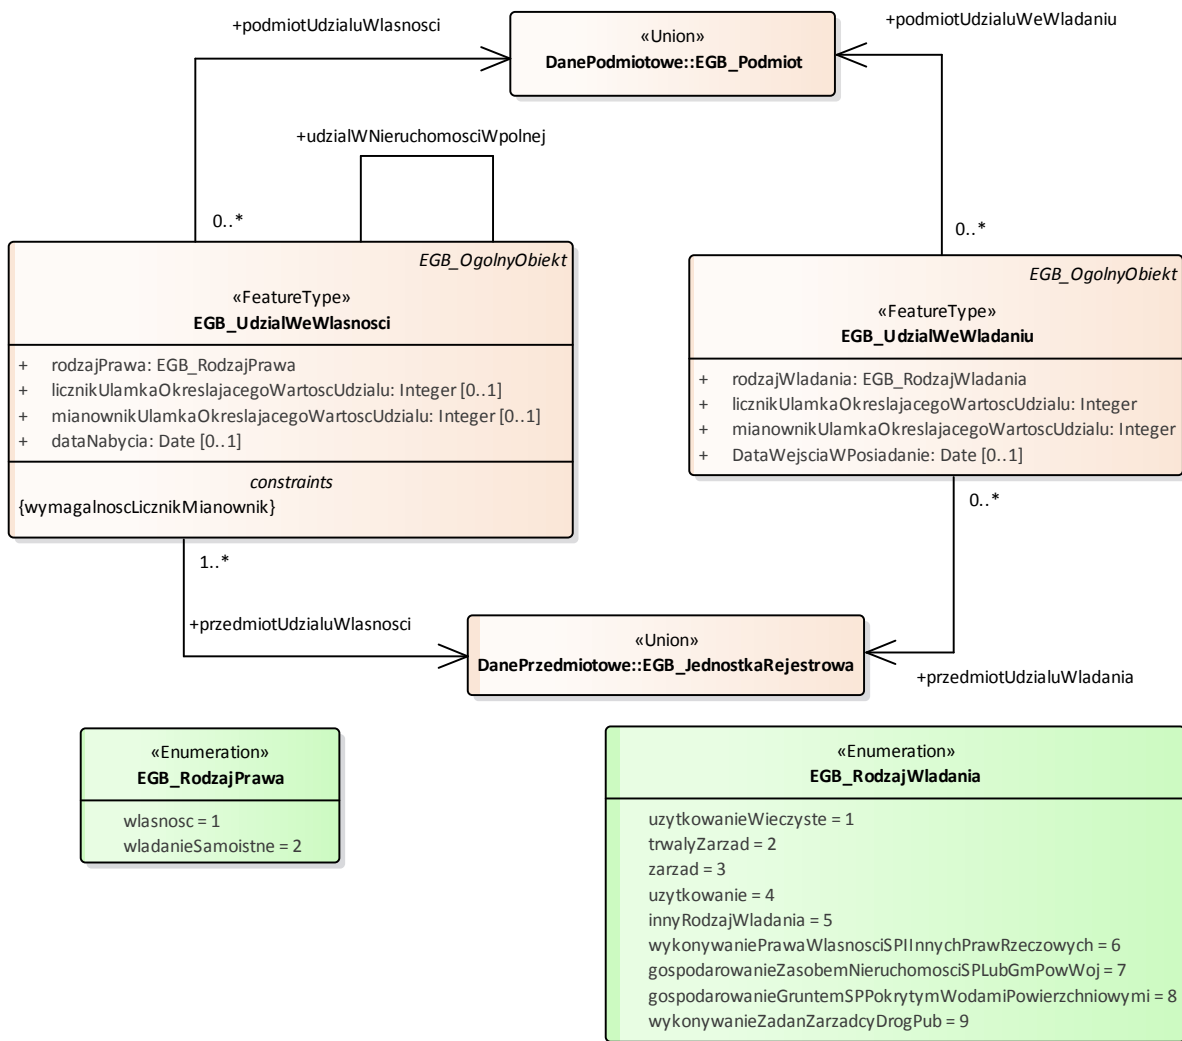 +podmiotUdzialuWlasnosci
«Union»
DanePodmiotowe::EGB_Podmiot
+podmiotUdzialuWeWladaniu
+udzialWNieruchomosciWpolnej
0..*
0..*
EGB_OgolnyObiekt
«FeatureType»
EGB_UdzialWeWlasnosci
+ rodzajPrawa: EGB_RodzajPrawa
+ licznikUlamkaOkreslajacegoWartoscUdzialu: Integer [0..1]
+ mianownikUlamkaOkreslajacegoWartoscUdzialu: Integer [0..1]
+ dataNabycia: Date [0..1]
constraints
{wymagalnoscLicznikMianownik}
EGB_OgolnyObiekt
«FeatureType»
EGB_UdzialWeWladaniu
+ rodzajWladania: EGB_RodzajWladania
+ licznikUlamkaOkreslajacegoWartoscUdzialu: Integer
+ mianownikUlamkaOkreslajacegoWartoscUdzialu: Integer
+ DataWejsciaWPosiadanie: Date [0..1]
0..*
1..*
+przedmiotUdzialuWlasnosci
«Union»
DanePrzedmiotowe::EGB_JednostkaRejestrowa
+przedmiotUdzialuWladania
«Enumeration»
EGB_RodzajPrawa
wlasnosc = 1
wladanieSamoistne = 2
«Enumeration»
EGB_RodzajWladania
uzytkowanieWieczyste = 1
trwalyZarzad = 2
zarzad = 3
uzytkowanie = 4
innyRodzajWladania = 5
wykonywaniePrawaWlasnosciSPIInnychPrawRzeczowych = 6
gospodarowanieZasobemNieruchomosciSPLubGmPowWoj = 7
gospodarowanieGruntemSPPokrytymWodamiPowierzchniowymi = 8
wykonywanieZadanZarzadcyDrogPub = 9